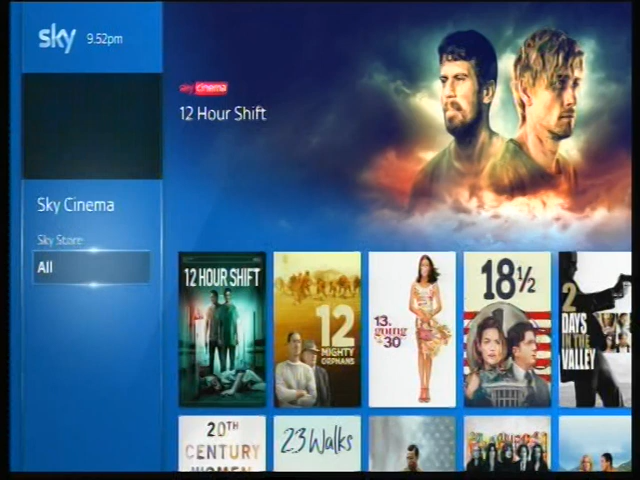 sky 9.52pm
sky cinema
12 Hour Shift
Sky Cinema
Sky Store
All
12 HOUR SHIFT
12
MIGHTY
ORPHANS
13
going
30
18½
2
DAYS
IN THE
VALLEY
20TH
CENTURY
WOMEN
23 Walks